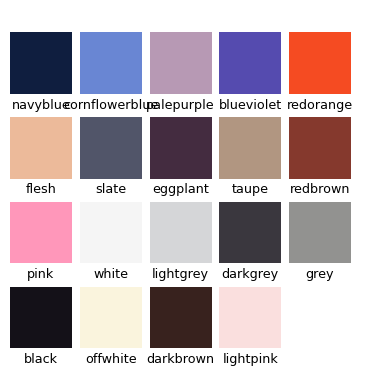 navyblue cornflowerblue palepurple blueviolet redorange
flesh slate eggplant taupe redbrown
pink white lightgrey darkgrey grey
black offwhite darkbrown lightpink